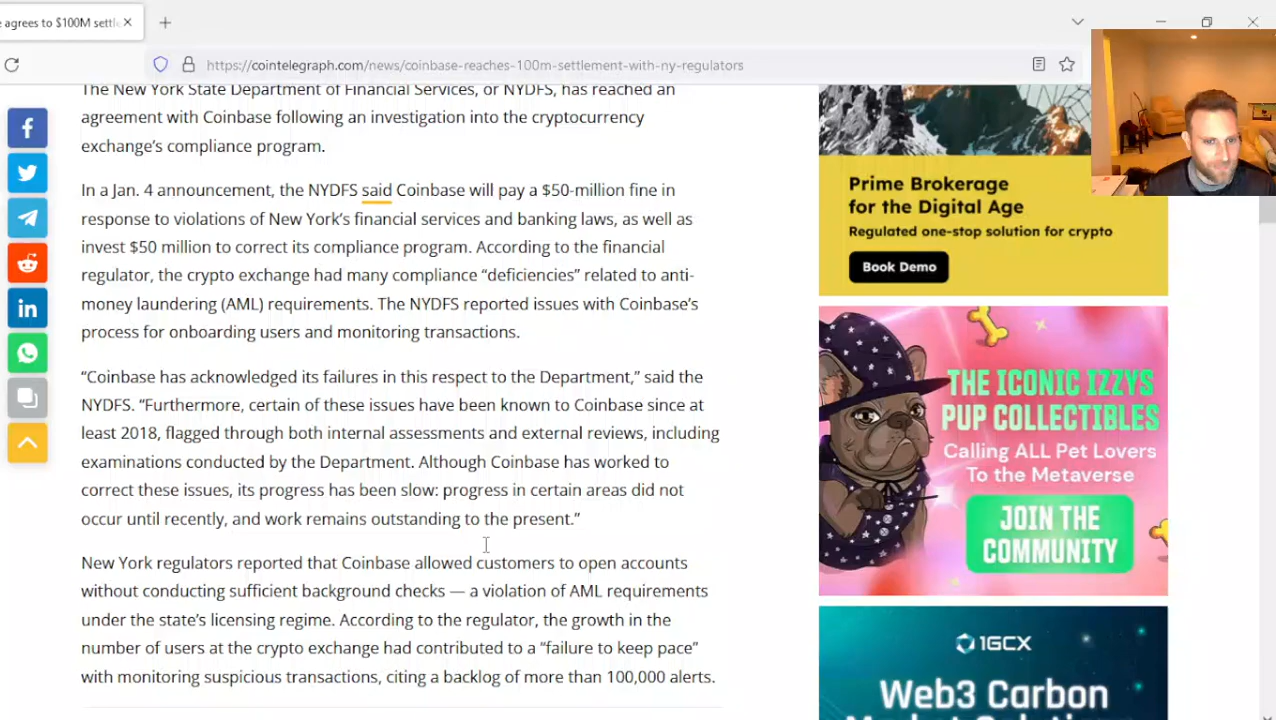 e agrees to $100M settl
https://cointelegraph.com/news/coinbase-reaches-100m-settlement-with-ny-regulators
The New York State Department of Financial Services, or NYDFS, has reached an
agreement with Coinbase following an investigation into the cryptocurrency
exchange’s compliance program.
In a Jan. 4 announcement, the NYDFS said Coinbase will pay a $50-million fine in
response to violations of New York’s financial services and banking laws, as well as
invest $50 million to correct its compliance program. According to the financial
regulator, the crypto exchange had many compliance “deficiencies” related to anti-
money laundering (AML) requirements. The NYDFS reported issues with Coinbase’s
process for onboarding users and monitoring transactions.
“Coinbase has acknowledged its failures in this respect to the Department,” said the
NYDFS. “Furthermore, certain of these issues have been known to Coinbase since at
least 2018, flagged through both internal assessments and external reviews, including
examinations conducted by the Department. Although Coinbase has worked to
correct these issues, its progress has been slow: progress in certain areas did not
occur until recently, and work remains outstanding to the present.”
New York regulators reported that Coinbase allowed customers to open accounts
without conducting sufficient background checks — a violation of AML requirements
under the state’s licensing regime. According to the regulator, the growth in the
number of users at the crypto exchange had contributed to a “failure to keep pace”
with monitoring suspicious transactions, citing a backlog of more than 100,000 alerts.
Prime Brokerage
for the Digital Age
Regulated one-stop solution for crypto
Book Demo
THE ICONIC IZZYS
PUP COLLECTIBLES
Calling ALL Pet Lovers
To the Metaverse
JOIN THE
COMMUNITY
1GCX
Web3 Carbon